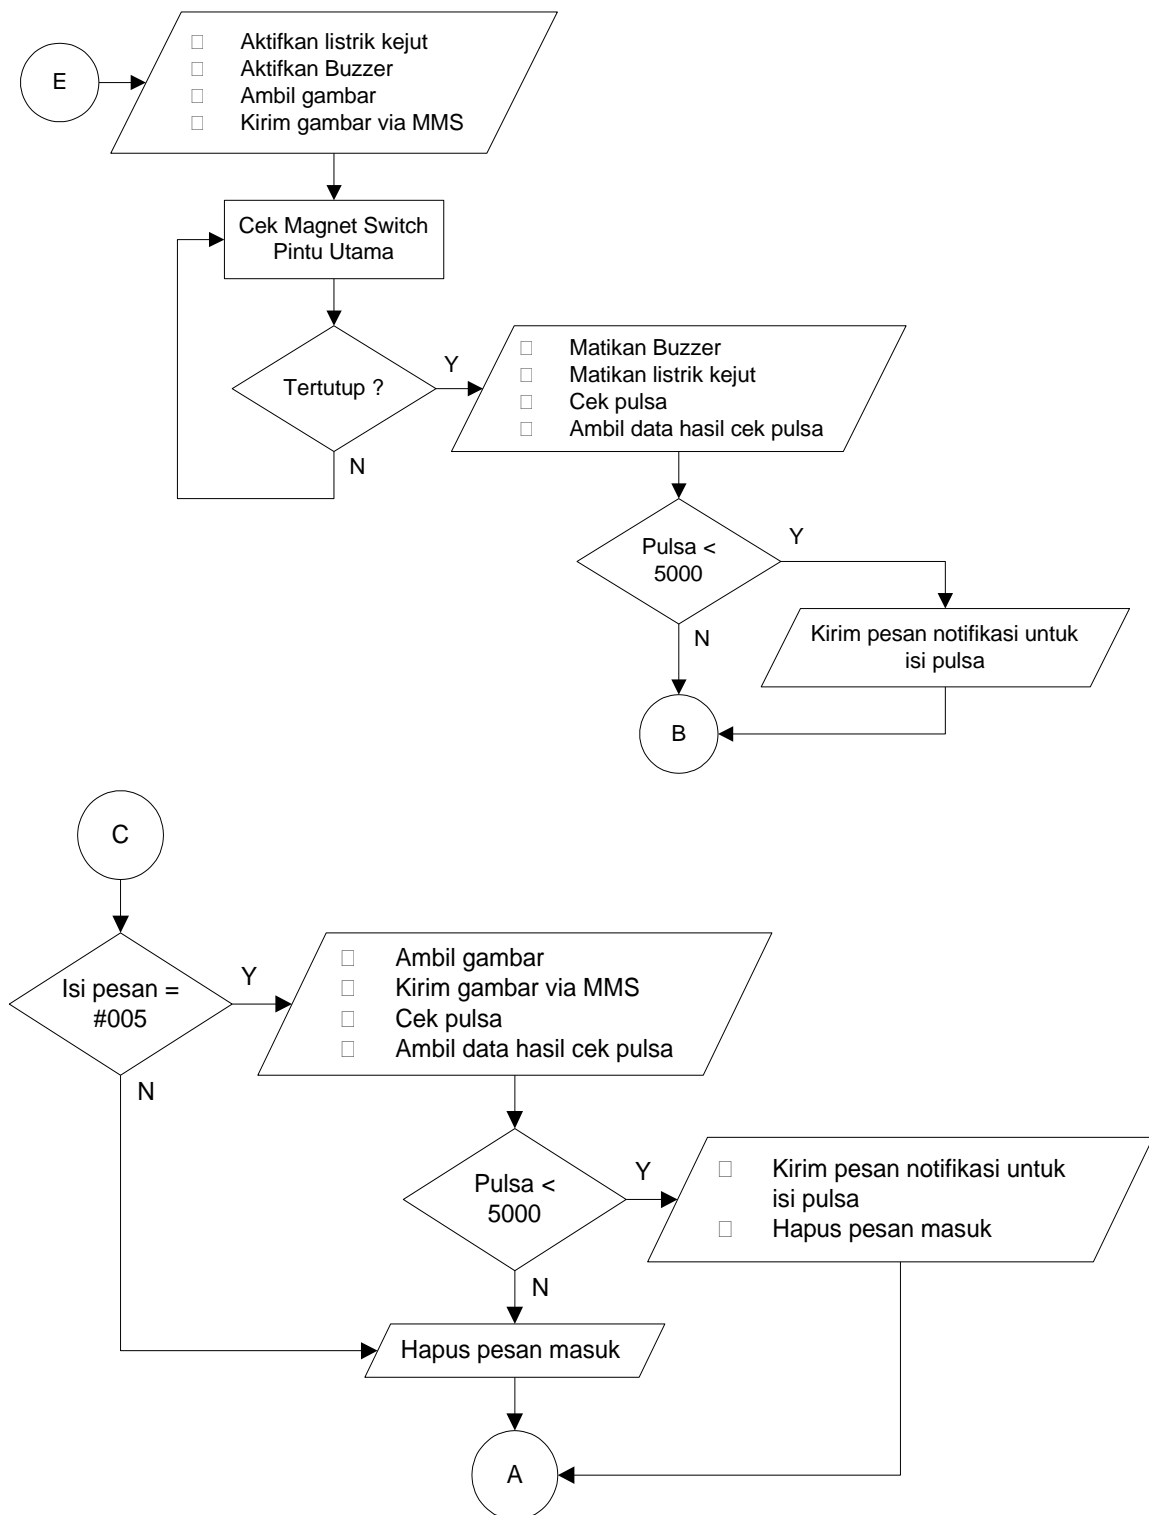 E
Aktifkan listrik kejut
Aktifkan Buzzer
Ambil gambar
Kirim gambar via MMS
Cek Magnet Switch
Pintu Utama
Tertutup ?
Y
N
Matikan Buzzer
Matikan listrik kejut
Cek pulsa
Ambil data hasil cek pulsa
Pulsa <
5000
Y
N
Kirim pesan notifikasi untuk
isi pulsa
B
C
Isi pesan =
#005
Y
N
Ambil gambar
Kirim gambar via MMS
Cek pulsa
Ambil data hasil cek pulsa
Pulsa <
5000
Y
N
Kirim pesan notifikasi untuk
isi pulsa
Hapus pesan masuk
Hapus pesan masuk
A